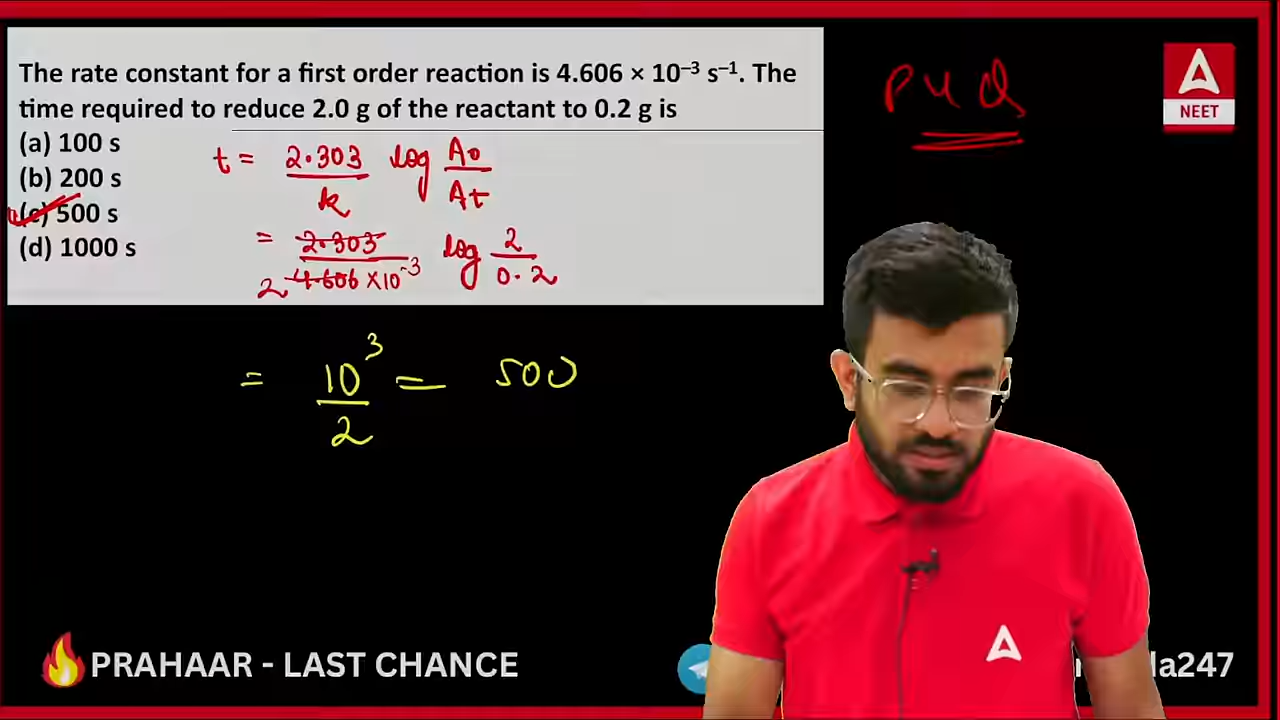 The rate constant for a first order reaction is 4.606 × 10⁻³ s⁻¹. The
time required to reduce 2.0 g of the reactant to 0.2 g is
(a) 100 s
(b) 200 s
(c) 500 s
(d) 1000 s
t = 2.303 / k log A₀ / At
= 2.303 / 2 4.606 × 10⁻³ log 2 / 0.2
= 10³ / 2 = 500
NEET
PRAHAAR - LAST CHANCE
a247